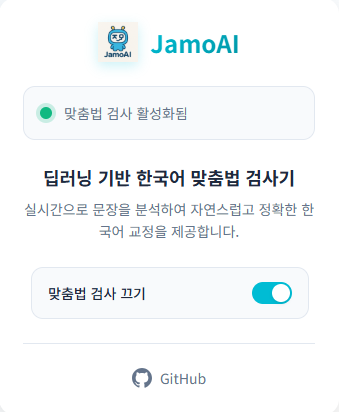 JamoAI
JamoAI
맞춤법 검사 활성화됨
딥러닝 기반 한국어 맞춤법 검사기
실시간으로 문장을 분석하여 자연스럽고 정확한 한
국어 교정을 제공합니다.
맞춤법 검사 끄기
GitHub